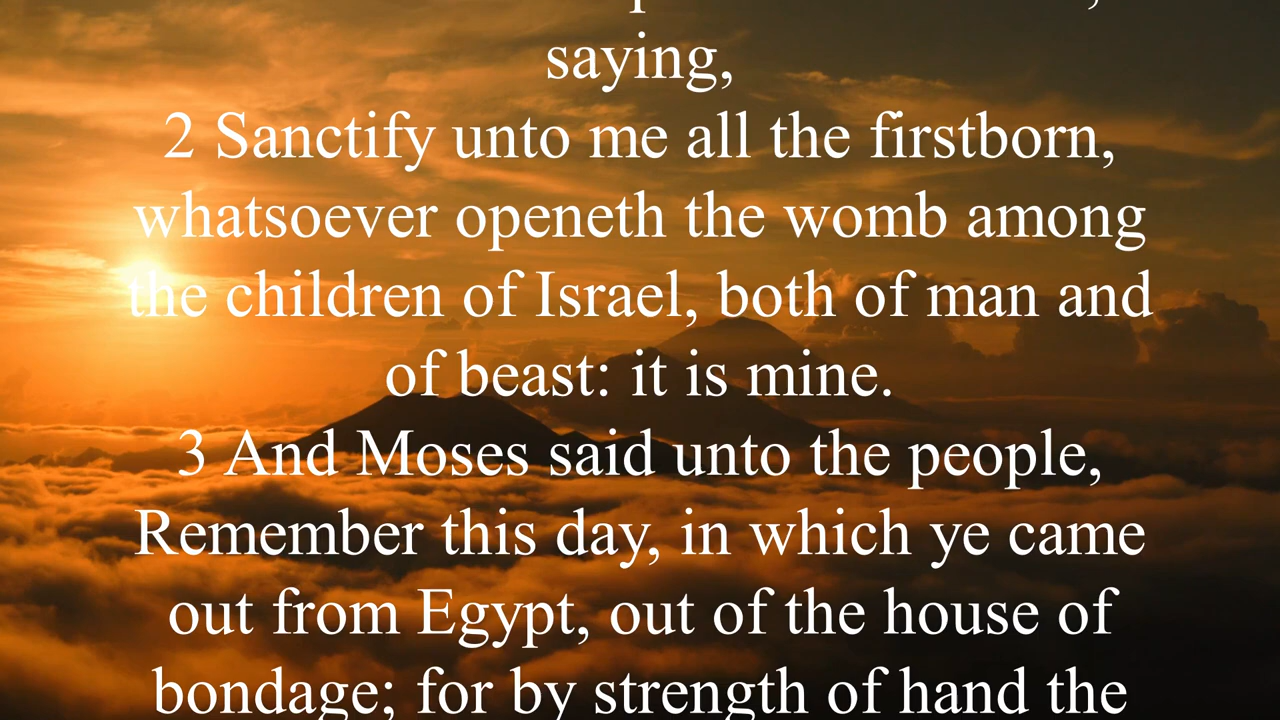 saying,
2 Sanctify unto me all the firstborn,
whatsoever openeth the womb among
the children of Israel, both of man and
of beast: it is mine.
3 And Moses said unto the people,
Remember this day, in which ye came
out from Egypt, out of the house of
bondage; for by strength of hand the